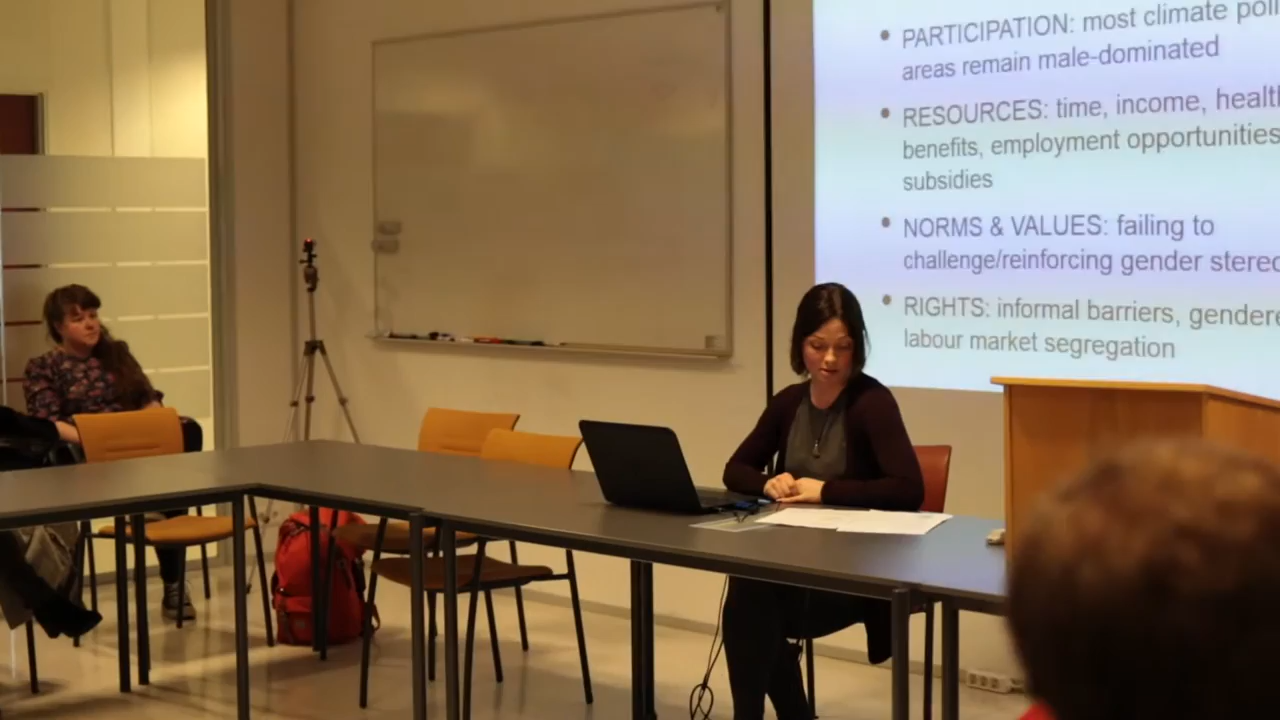 • PARTICIPATION: most climate poli
areas remain male-dominated
• RESOURCES: time, income, healt
benefits, employment opportunities
subsidies
• NORMS & VALUES: failing to
challenge/reinforcing gender stereo
• RIGHTS: informal barriers, gendere
labour market segregation